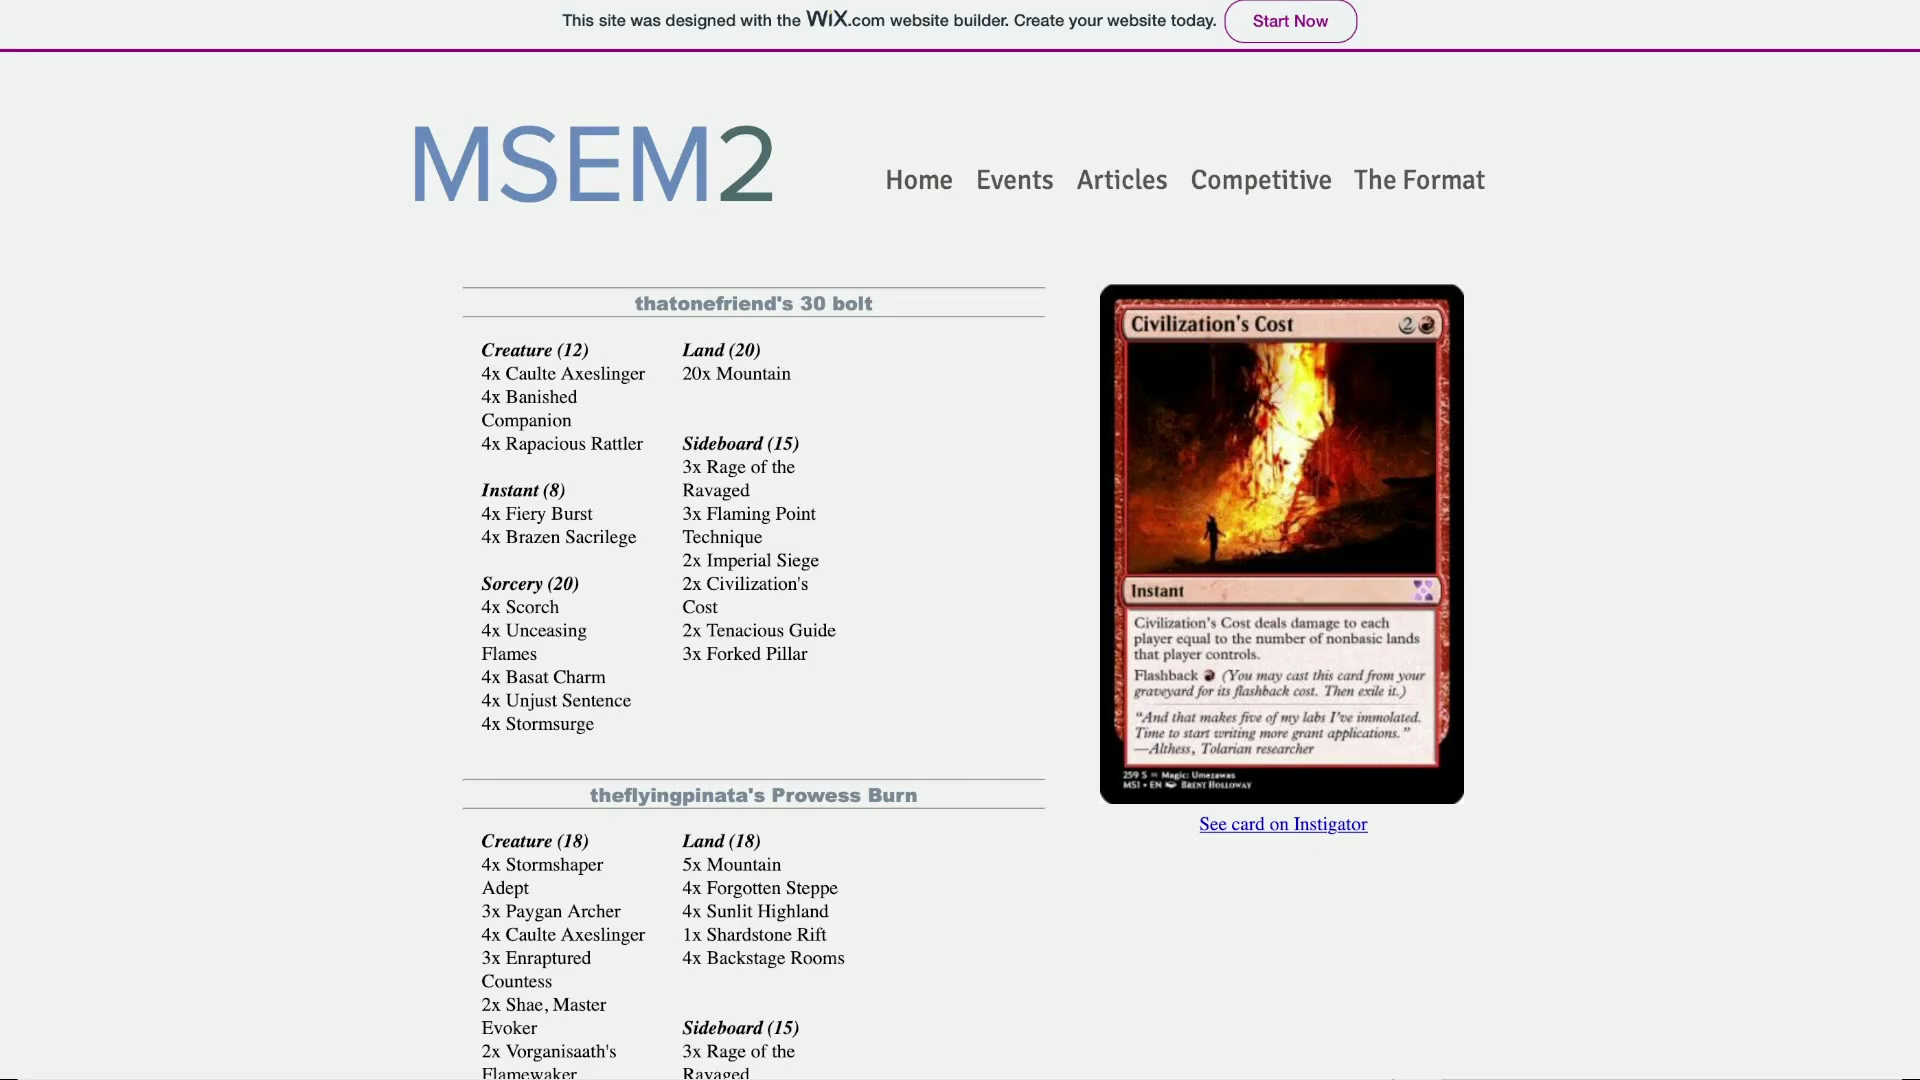 This site was designed with the WiX.com website builder. Create your website today.
Start Now
MSEM2
Home Events Articles Competitive The Format
thatonefriend's 30 bolt
Creature (12)
4x Caulte Axeslinger
4x Banished
Companion
4x Rapacious Rattler
Instant (8)
4x Fiery Burst
4x Brazen Sacrilege
Sorcery (20)
4x Scorch
4x Unceasing
Flames
4x Basat Charm
4x Unjust Sentence
4x Stormsurge
Land (20)
20x Mountain
Sideboard (15)
3x Rage of the
Ravaged
3x Flaming Point
Technique
2x Imperial Siege
2x Civilization's
Cost
2x Tenacious Guide
3x Forked Pillar
Civilization's Cost 2
Instant
Civilization's Cost deals damage to each
player equal to the number of nonbasic lands
that player controls.
Flashback (You may cast this card from your
graveyard for its flashback cost. Then exile it.)
"And that makes five of my labs I've immolated.
Time to start writing more grant applications."
—Althess, Tolarian researcher
259 S = Magic: Umezawas
MS1 • EN BRENT HOLLOWAY
See card on Instigator
theflyingpinata's Prowess Burn
Creature (18)
4x Stormshaper
Adept
3x Paygan Archer
4x Caulte Axeslinger
3x Enraptured
Countess
2x Shae, Master
Evoker
2x Vorganisaath's
Flamewaker
Land (18)
5x Mountain
4x Forgotten Steppe
4x Sunlit Highland
1x Shardstone Rift
4x Backstage Rooms
Sideboard (15)
3x Rage of the
Ravaged